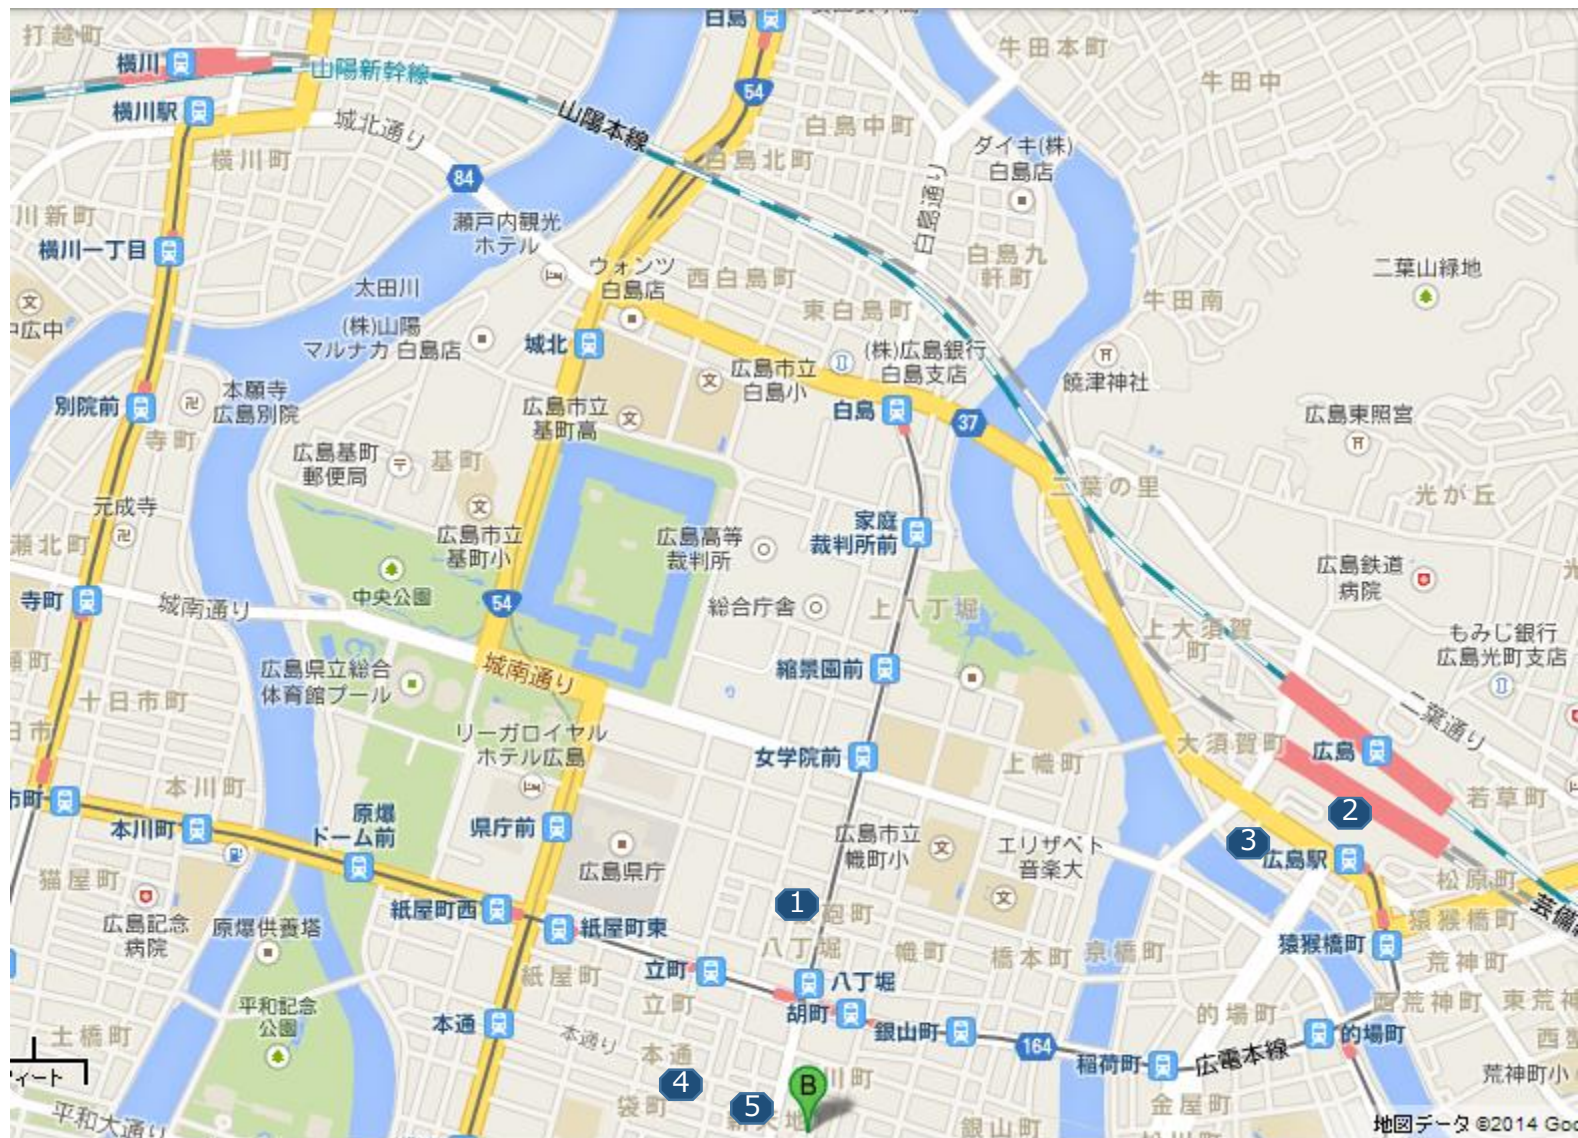 白島
打越町
横川
山陽新幹線
牛田本町
牛田中
54
横川駅
城北通り
山陽本線
白島中町
ダイキ(株)
白島店
横川町
84
白島北町
白島通り
川新町
瀬戸内観光
ホテル
横川一丁目
ウォンツ
白島店
西白島町
白島九
軒町
二葉山緑地
太田川
東白島町
牛田南
中広中
(株)山陽
マルナカ 白島店
城北
広島市立
白島小
(株)広島銀行
白島支店
饒津神社
別院前
本願寺
広島別院
広島市立
基町高
白島
37
広島東照宮
寺町
広島基町
郵便局
基町
二葉の里
光が丘
元成寺
広島市立
基町小
広島高等
裁判所
家庭
裁判所前
瀬北町
広島鉄道
病院
中央公園
寺町
城南通り
54
総合庁舎
上八丁堀
上大須賀
町
もみじ銀行
広島光町支店
広島県立総合
体育館プール
城南通り
縮景園前
十日市町
二葉通り
日市
リーガロイヤル
ホテル広島
女学院前
上幟町
大須賀町
広島
本川町
若草町
市町
本川町
原爆
ドーム前
県庁前
2
広島市立
幟町小
エリザベト
音楽大
3
広島駅
広島県庁
猫屋町
松原町
広島記念
病院
原爆供養塔
紙屋町西
紙屋町東
1
砲町
猿猴橋町
芸備
八丁堀
幟町
橋本町
京橋町
猿猴橋町
荒神町
紙屋町
立町
立町
八丁堀
西荒神町
東荒神
平和記念
公園
胡町
銀山町
的場町
的場町
土橋町
本通
本通り
本通
164
稲荷町
広電本線
ィート
4
B
川町
荒神町小
袋町
5
新天地
銀山町
金屋町
平和大通り
地図データ ©2014 Goo